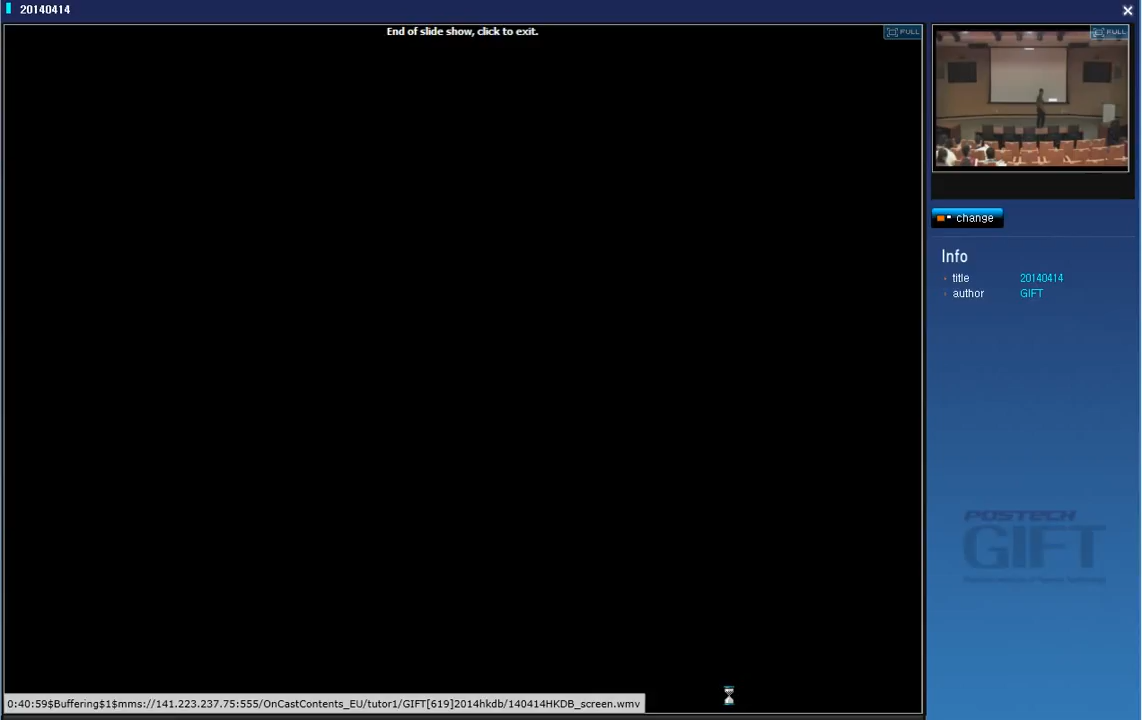 20140414
End of slide show, click to exit.
FULL
FULL
change
Info
title 20140414
author GIFT
POSTECH
GIFT
0:40:59$Buffering$1$mms://141.223.237.75:555/OnCastContents_EU/tutor1/GIFT[619]2014hkdb/140414HKDB_screen.wmv